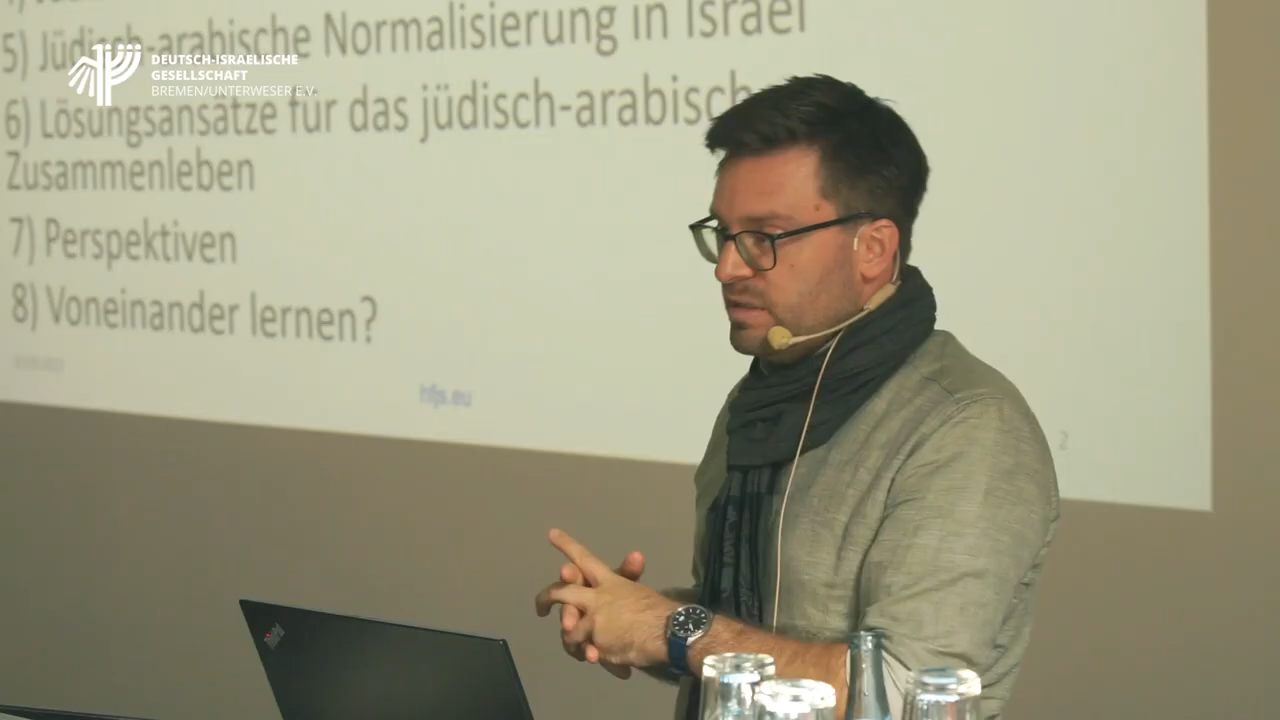 5) Jüdisch-arabische Normalisierung in Israel
DEUTSCH-ISRAELISCHE
GESELLSCHAFT
BREMEN/UNTERWESER E.V.
6) Lösungsansätze für das jüdisch-arabische
Zusammenleben
7) Perspektiven
8) Voneinander lernen?
hfjs.eu
2